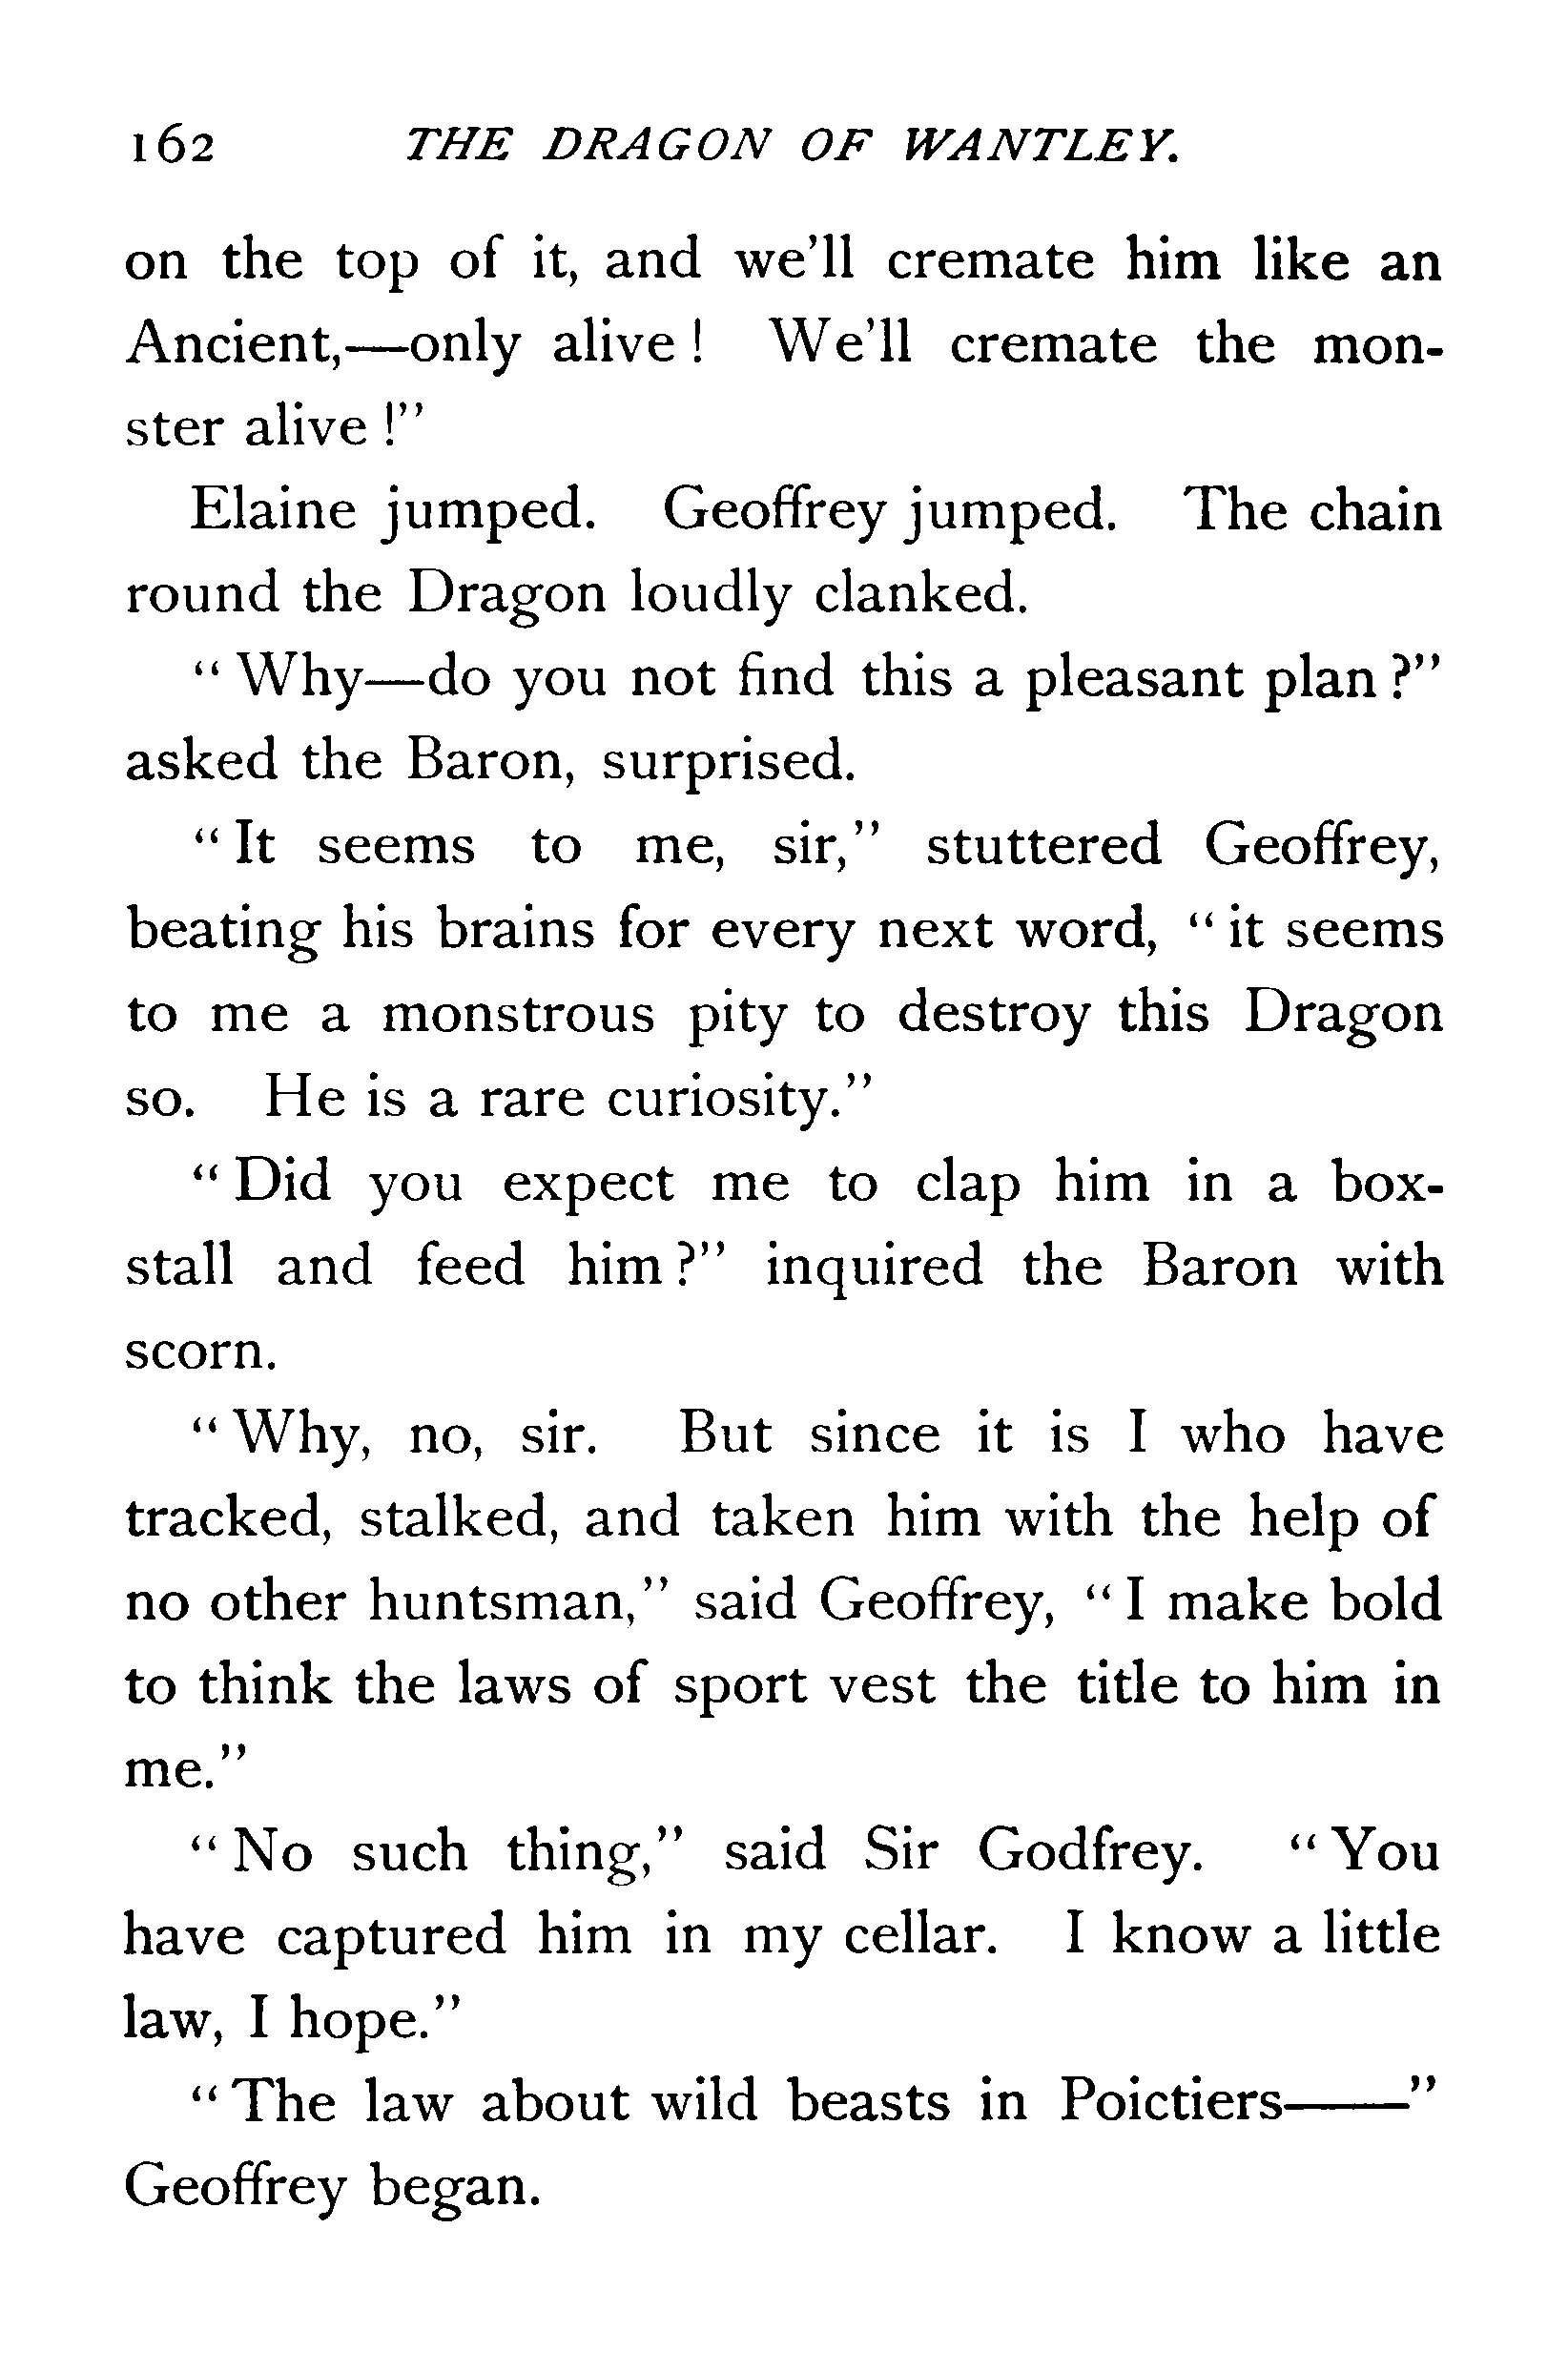 162 THE DRAGON OF WANTLEY.
on the top of it, and we'll cremate him like an
Ancient,—only alive! We'll cremate the mon-
ster alive!"
Elaine jumped. Geoffrey jumped. The chain
round the Dragon loudly clanked.
"Why—do you not find this a pleasant plan?"
asked the Baron, surprised.
"It seems to me, sir," stuttered Geoffrey,
beating his brains for every next word, "it seems
to me a monstrous pity to destroy this Dragon
so. He is a rare curiosity."
"Did you expect me to clap him in a box-
stall and feed him?" inquired the Baron with
scorn.
"Why, no, sir. But since it is I who have
tracked, stalked, and taken him with the help of
no other huntsman," said Geoffrey, "I make bold
to think the laws of sport vest the title to him in
me."
"No such thing," said Sir Godfrey. "You
have captured him in my cellar. I know a little
law, I hope."
"The law about wild beasts in Poictiers——"
Geoffrey began.